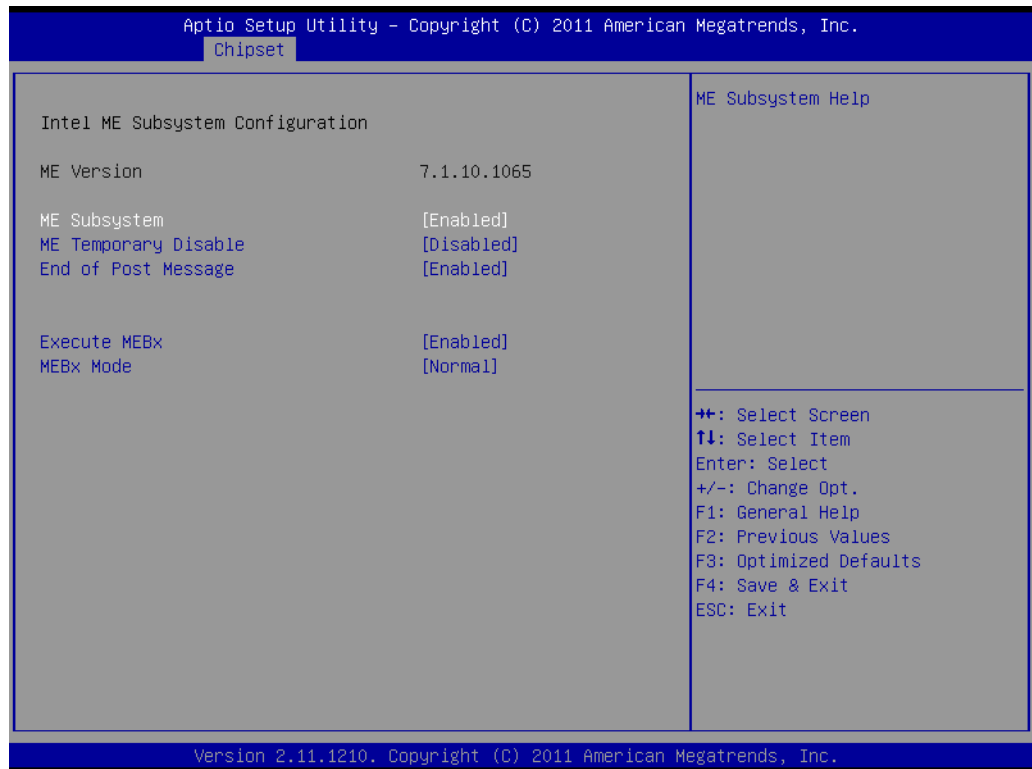 Aptio Setup Utility – Copyright (C) 2011 American Megatrends, Inc.
Chipset
Intel ME Subsystem Configuration
ME Version 7.1.10.1065
ME Subsystem [Enabled]
ME Temporary Disable [Disabled]
End of Post Message [Enabled]
Execute MEBx [Enabled]
MEBx Mode [Normal]
ME Subsystem Help
→←: Select Screen
↑↓: Select Item
Enter: Select
+/-: Change Opt.
F1: General Help
F2: Previous Values
F3: Optimized Defaults
F4: Save & Exit
ESC: Exit
Version 2.11.1210. Copyright (C) 2011 American Megatrends, Inc.